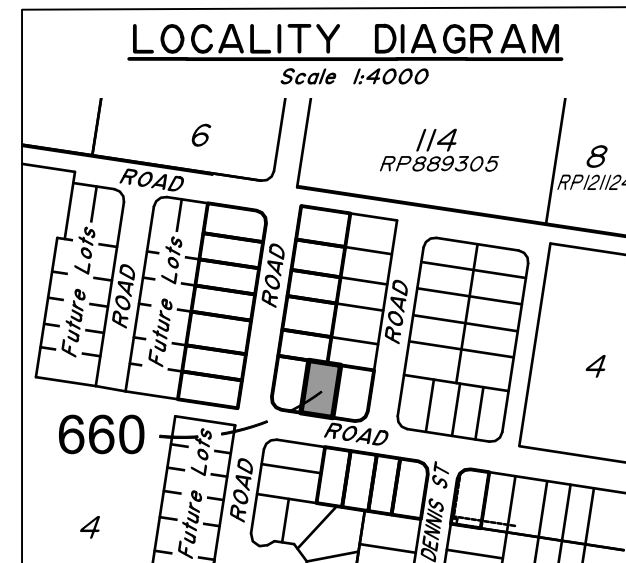 LOCALITY DIAGRAM
Scale 1:4000
6
114
RP889305
8
RP121124
ROAD
Future Lots
ROAD
Future Lots
ROAD
ROAD
4
660
ROAD
Future Lots
ROAD
DENNIS ST
4